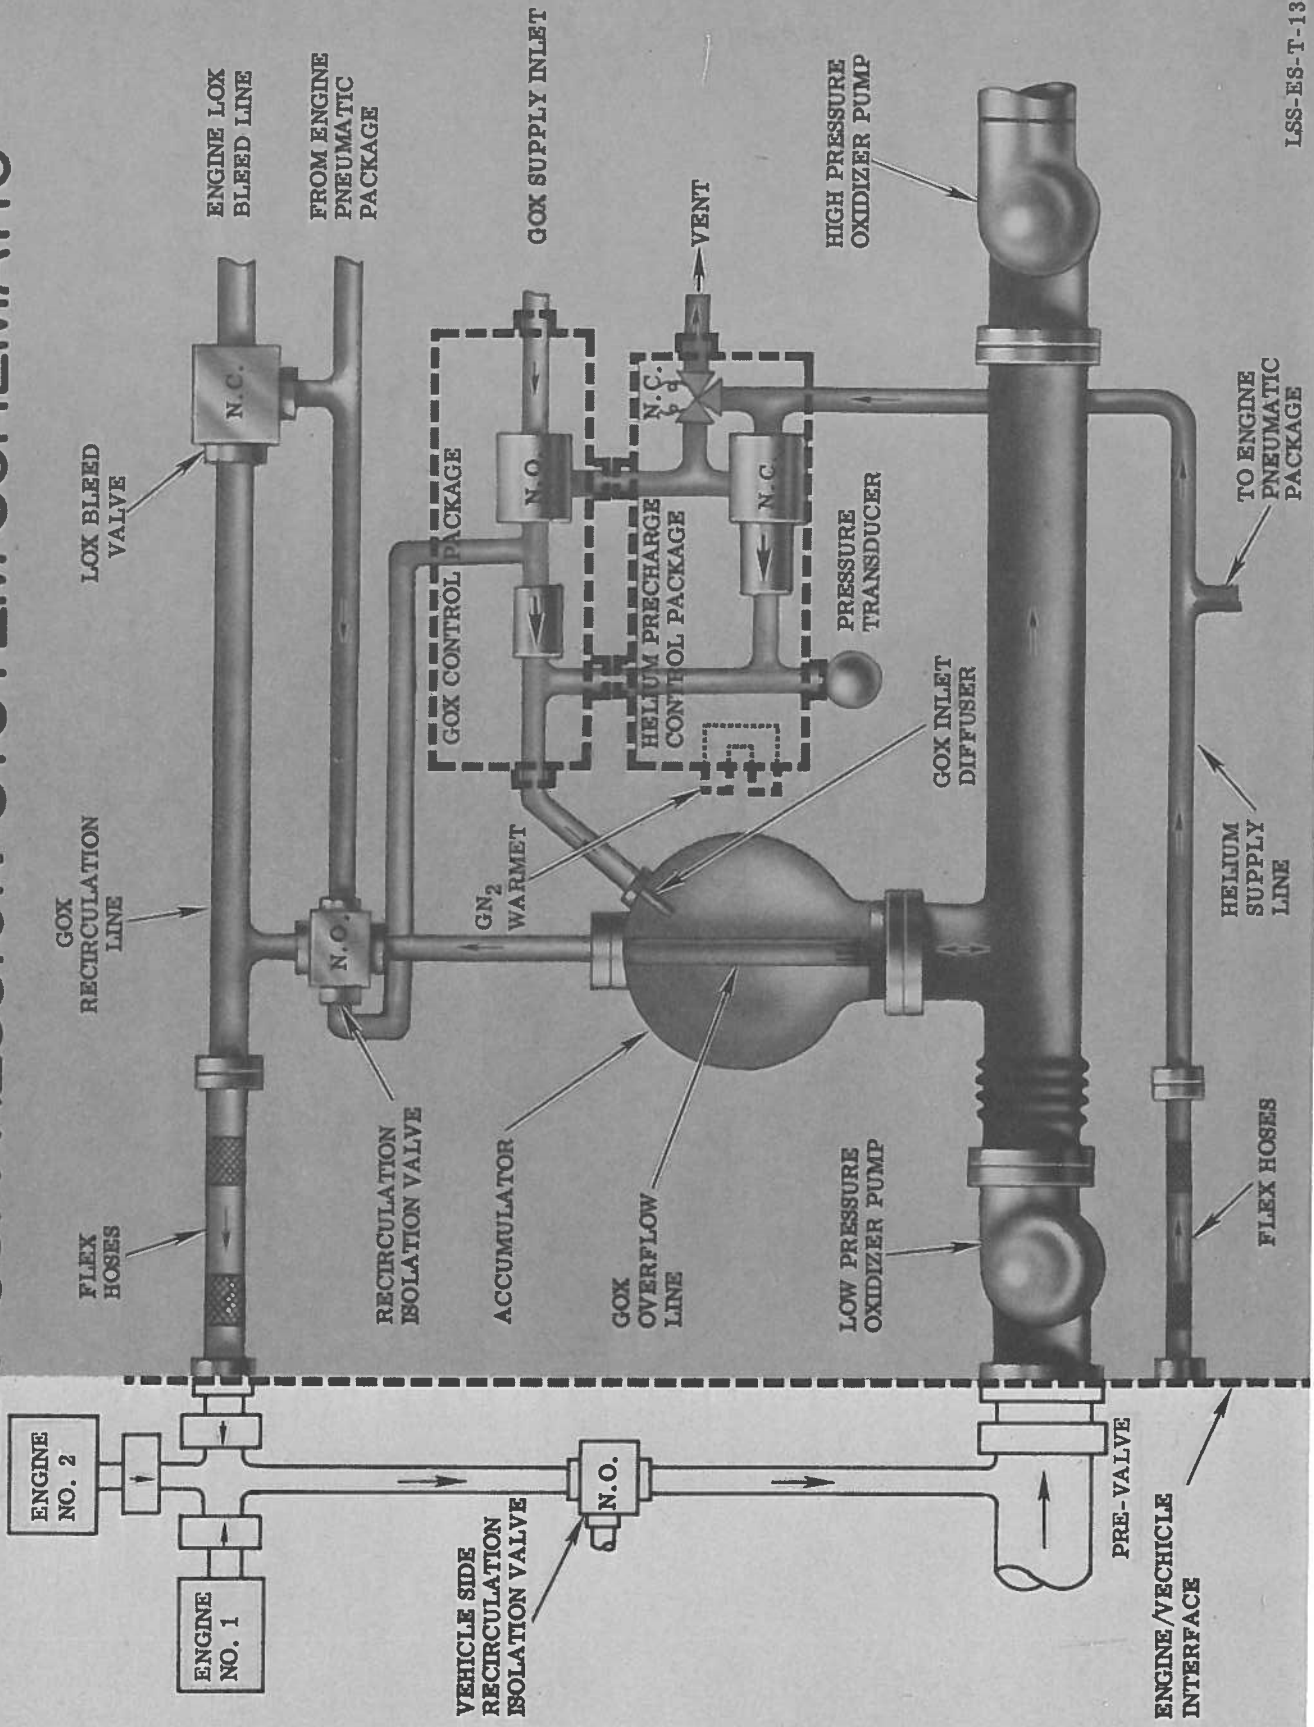 ENGINE LOX
BLEED LINE
FROM ENGINE
PNEUMATIC
PACKAGE
GOX SUPPLY INLET
VENT
HIGH PRESSURE
OXIDIZER PUMP
LSS-ES-T-13
LOX BLEED
VALVE
N.C.
GOX CONTROL PACKAGE
N.O.
N.C.
HELIUM PRECHARGE
CONTROL PACKAGE
N.C.
PRESSURE
TRANSDUCER
TO ENGINE
PNEUMATIC
PACKAGE
GOX
RECIRCULATION
LINE
N.O.
GN2
WARMET
GOX INLET
DIFFUSER
HELIUM
SUPPLY
LINE
FLEX
HOSES
RECIRCULATION
ISOLATION VALVE
ACCUMULATOR
GOX
OVERFLOW
LINE
LOW PRESSURE
OXIDIZER PUMP
FLEX HOSES
ENGINE
NO. 2
ENGINE
NO. 1
VEHICLE SIDE
RECIRCULATION
ISOLATION VALVE
N.O.
PRE-VALVE
ENGINE/VECHICLE
INTERFACE